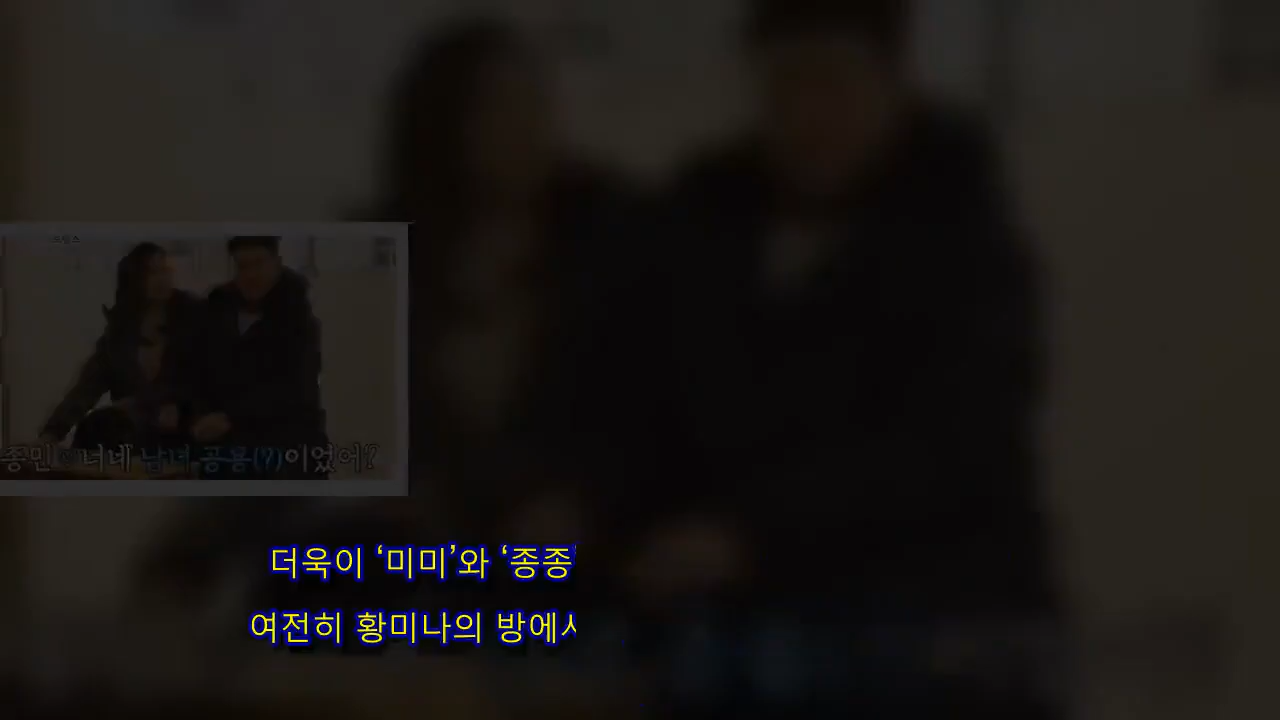 종민♥너네 남녀 공용(?)이었어?
더욱이 ‘미미’와 ‘종종’
여전히 황미나의 방에